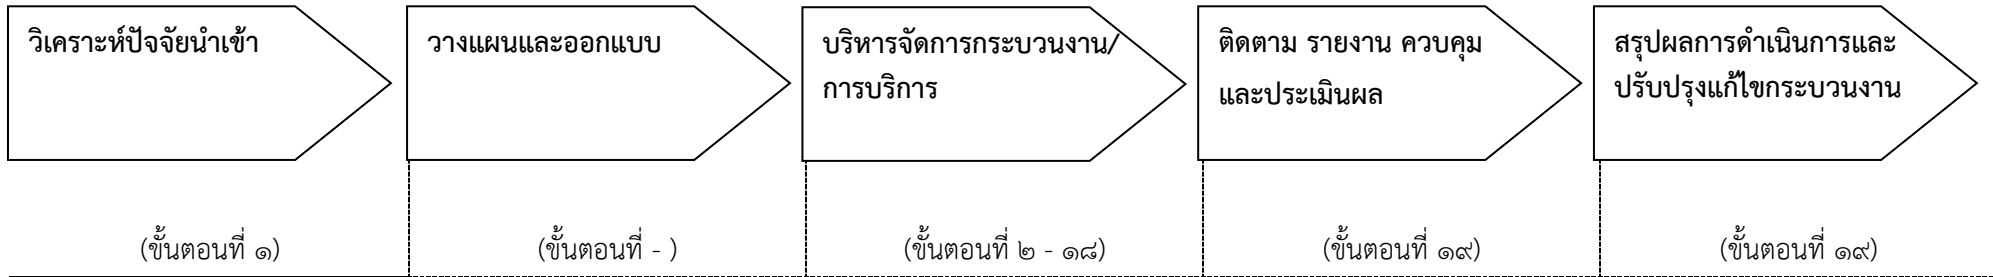 วิเคราะห์ปัจจัยนำเข้า
วางแผนและออกแบบ
บริหารจัดการกระบวนงาน/
การบริการ
ติดตาม รายงาน ควบคุม
และประเมินผล
สรุปผลการดำเนินการและ
ปรับปรุงแก้ไขกระบวนงาน
(ขั้นตอนที่ ๑)
(ขั้นตอนที่ - )
(ขั้นตอนที่ ๒ - ๑๘)
(ขั้นตอนที่ ๑๙)
(ขั้นตอนที่ ๑๙)